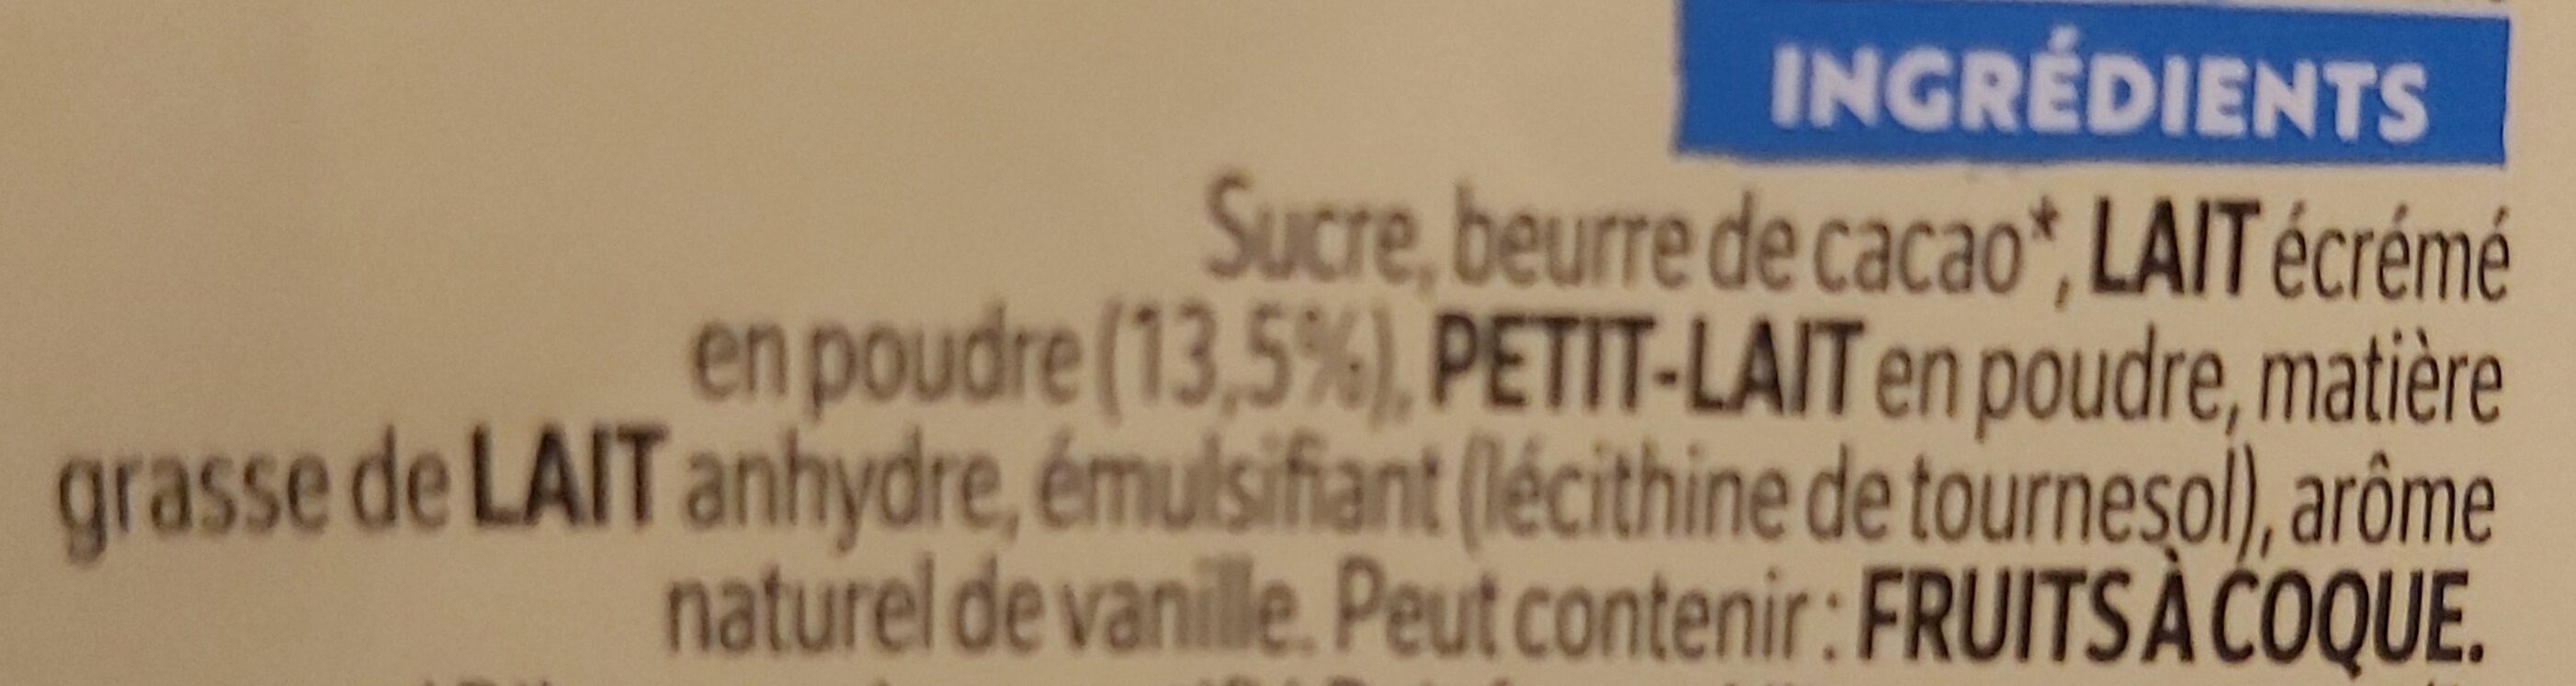 INGRÉDIENTS
Sucre, beurre de cacao*, LAIT écrémé
en poudre (13,5%), PETIT-LAIT en poudre, matière
grasse de LAIT anhydre, émulsifiant (lécithine de tournesol), arôme
naturel de vanille. Peut contenir : FRUITS À COQUE.